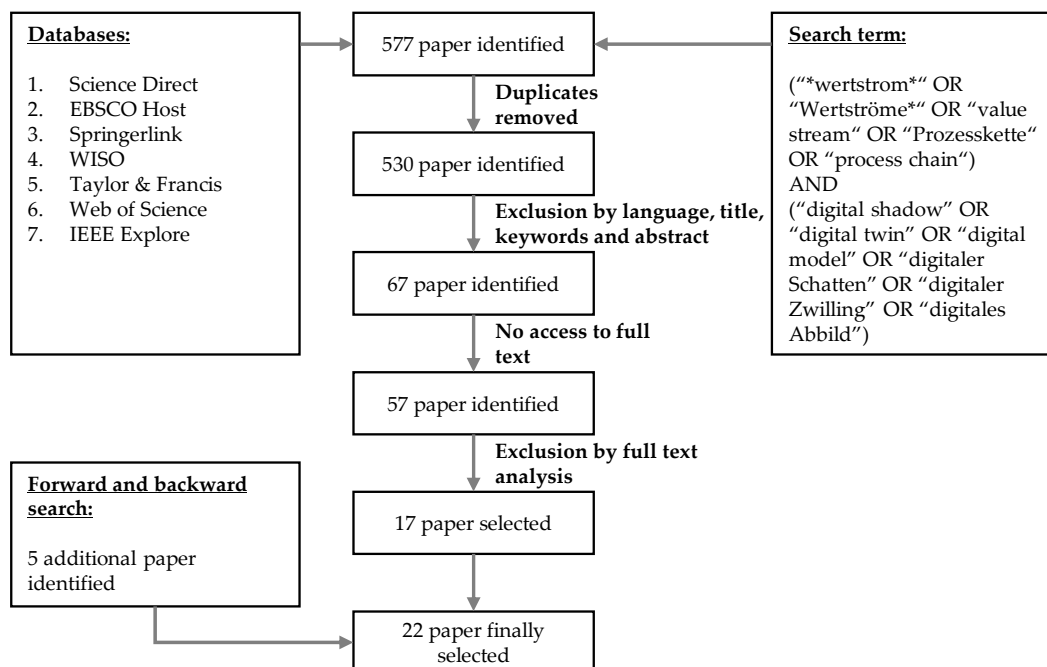 Databases:
1. Science Direct
2. EBSCO Host
3. Springerlink
4. WISO
5. Taylor & Francis
6. Web of Science
7. IEEE Explore
577 paper identified
Duplicates
removed
530 paper identified
Exclusion by language, title,
keywords and abstract
67 paper identified
No access to full
text
57 paper identified
Exclusion by full text
analysis
17 paper selected
22 paper finally
selected
Search term:
(“*wertstrom*“ OR
“Wertströme*“ OR “value
stream“ OR “Prozesskette“
OR “process chain“)
AND
(“digital shadow” OR
“digital twin” OR “digital
model” OR “digitaler
Schatten” OR “digitaler
Zwilling” OR “digitales
Abbild”)
Forward and backward
search:
5 additional paper
identified